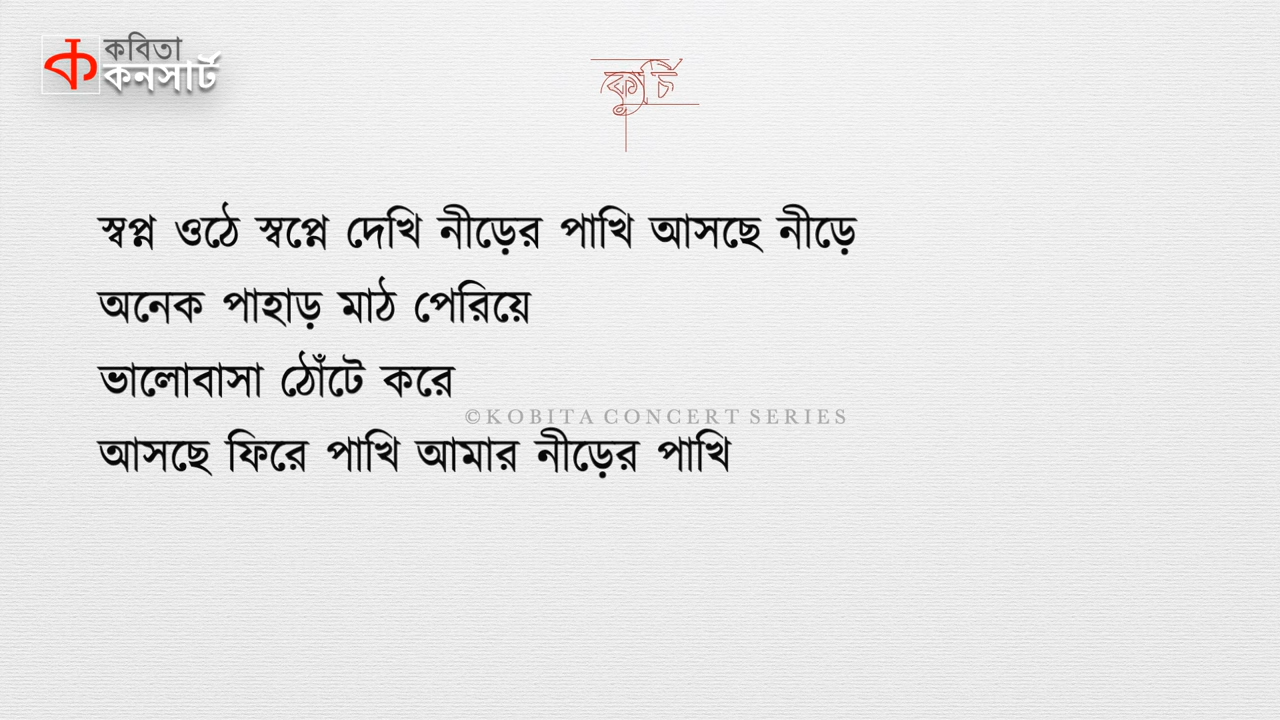 কবিতা
কনসার্ট
স্বপ্ন ওঠে স্বপ্নে দেখি নীড়ের পাখি আসছে নীড়ে
অনেক পাহাড় মাঠ পেরিয়ে
ভালোবাসা ঠোঁটে করে
©KOBITA CONCERT SERIES
আসছে ফিরে পাখি আমার নীড়ের পাখি